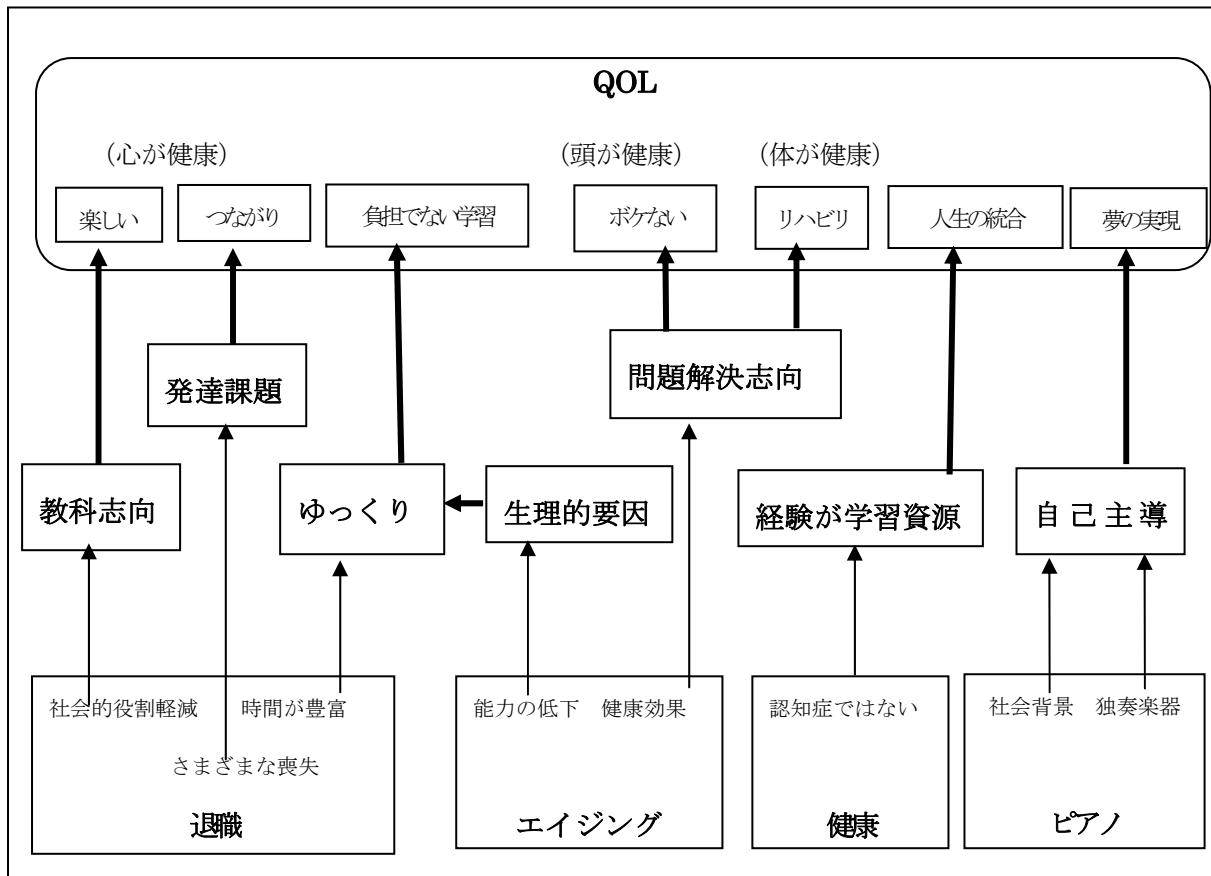 QOL
（心が健康）
（頭が健康）
（体が健康）
楽しい
つながり
負担でない学習
ボケない
リハビリ
人生の統合
夢の実現
発達課題
問題解決志向
教科志向
ゆっくり
生理的要因
経験が学習資源
自己主導
社会的役割軽減
時間が豊富
さまざまな喪失
退職
能力の低下
健康効果
エイジング
認知症ではない
健康
社会背景
独奏楽器
ピアノ